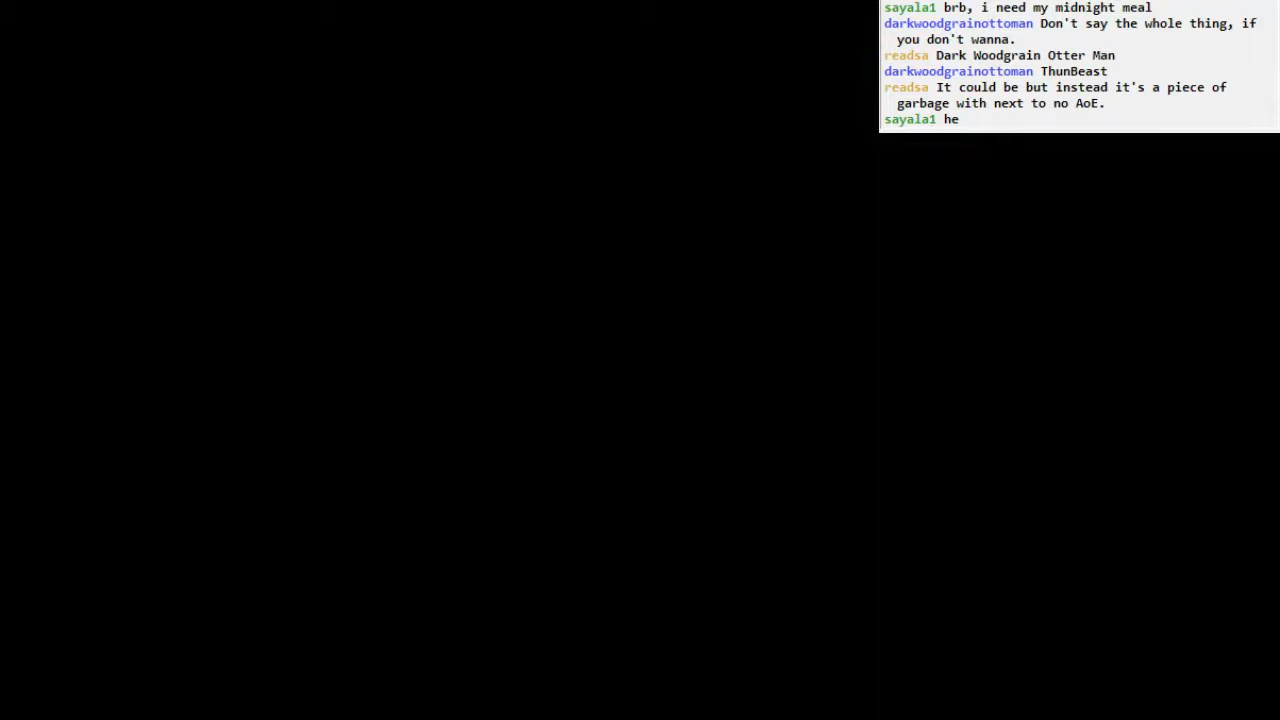 sayala1 brb, i need my midnight meal
darkwoodgrainottoman Don't say the whole thing, if
you don't wanna.
readsa Dark Woodgrain Otter Man
darkwoodgrainottoman ThunBeast
readsa It could be but instead it's a piece of
garbage with next to no AoE.
sayala1 he